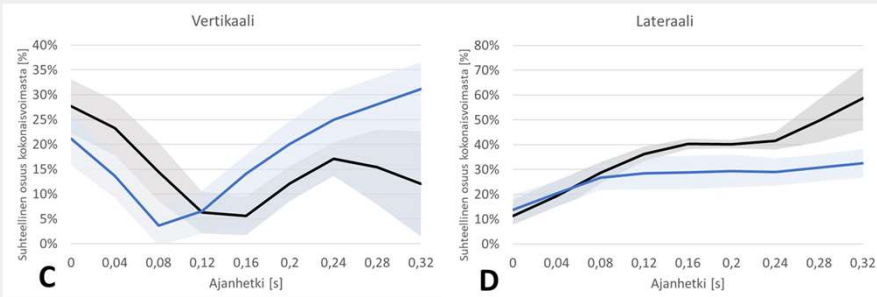 Vertikaali
Suhteellinen osuus kokonaisvoimasta [%]
40%
35%
30%
25%
20%
15%
10%
5%
0%
0 0,04 0,08 0,12 0,16 0,2 0,24 0,28 0,32
Ajanhetki [s]
C
Lateraali
Suhteellinen osuus kokonaisvoimasta [%]
80%
70%
60%
50%
40%
30%
20%
10%
0%
0 0,04 0,08 0,12 0,16 0,2 0,24 0,28 0,32
Ajanhetki [s]
D